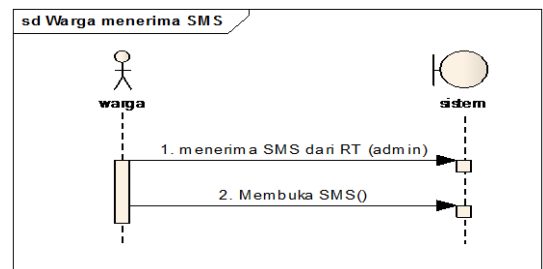 sd Warga menerima SMS
warga
sistem
1. menerima SMS dari RT (admin)
2. Membuka SMS()